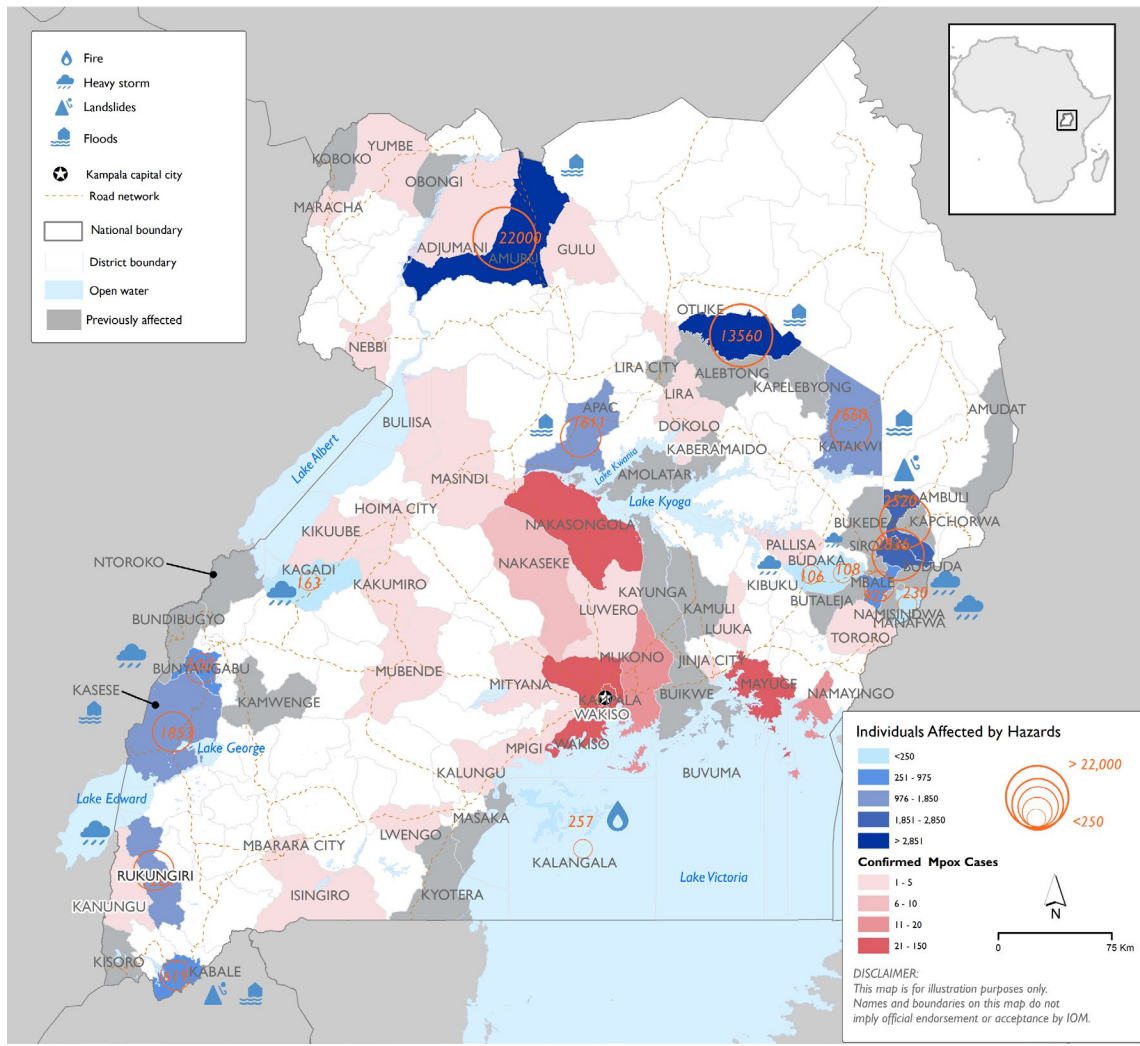 Fire
Heavy storm
Landslides
Floods
Kampala capital city
Road network
National boundary
District boundary
Open water
Previously affected
KOBOKO
YUMBE
OBONGI
MARACHA
ADJUMANI
22000
AMURU
GULU
NEBBI
OTUKE
13560
LIRA CITY
ALEBTONG
KAPELEBYONG
LIRA
APAC
1611
DOKOLO
1660
KATAKWI
AMUDAT
BULIISA
Lake Albert
KABERAMAIDO
Lake Kwania
AMOLATAR
MASINDI
Lake Kyoga
HOIMA CITY
NAKASONGOLA
2520
AMBULI
BUKEDE
KAPCHORWA
KIKUUBE
NAKASEKE
PALLISA
SIRO
2836
NTOROKO
KAGADI
163
KAKUMIRO
BUDAKA
BUDUDA
106
108
MBALE
KIBUKU
KAYUNGA
KAMULI
LUWERO
230
BUTALEJA
NAMISINDWA
MANAFWA
BUNDIBUGYO
LUUKA
TORORO
BUNYANGABU
MUBENDE
MUKONO
JINJA CITY
KASESE
KAMWENGE
MITYANA
KAMPALA
WAKISO
BUIKWE
MAYUGE
NAMAYINGO
1853
Lake George
MPIGI
WAKISO
KALUNGU
BUVUMA
Lake Edward
MASAKA
257
KALANGALA
LWENGO
MBARARA CITY
RUKUNGIRI
Lake Victoria
KANUNGU
ISINGIRO
KYOTERA
KISORO
KABALE
Individuals Affected by Hazards
<250
251 - 975
976 - 1,850
1,851 - 2,850
> 2,851
> 22,000
<250
Confirmed Mpox Cases
1 - 5
6 - 10
11 - 20
21 - 150
N
0
75 Km
DISCLAIMER:
This map is for illustration purposes only.
Names and boundaries on this map do not
imply official endorsement or acceptance by IOM.